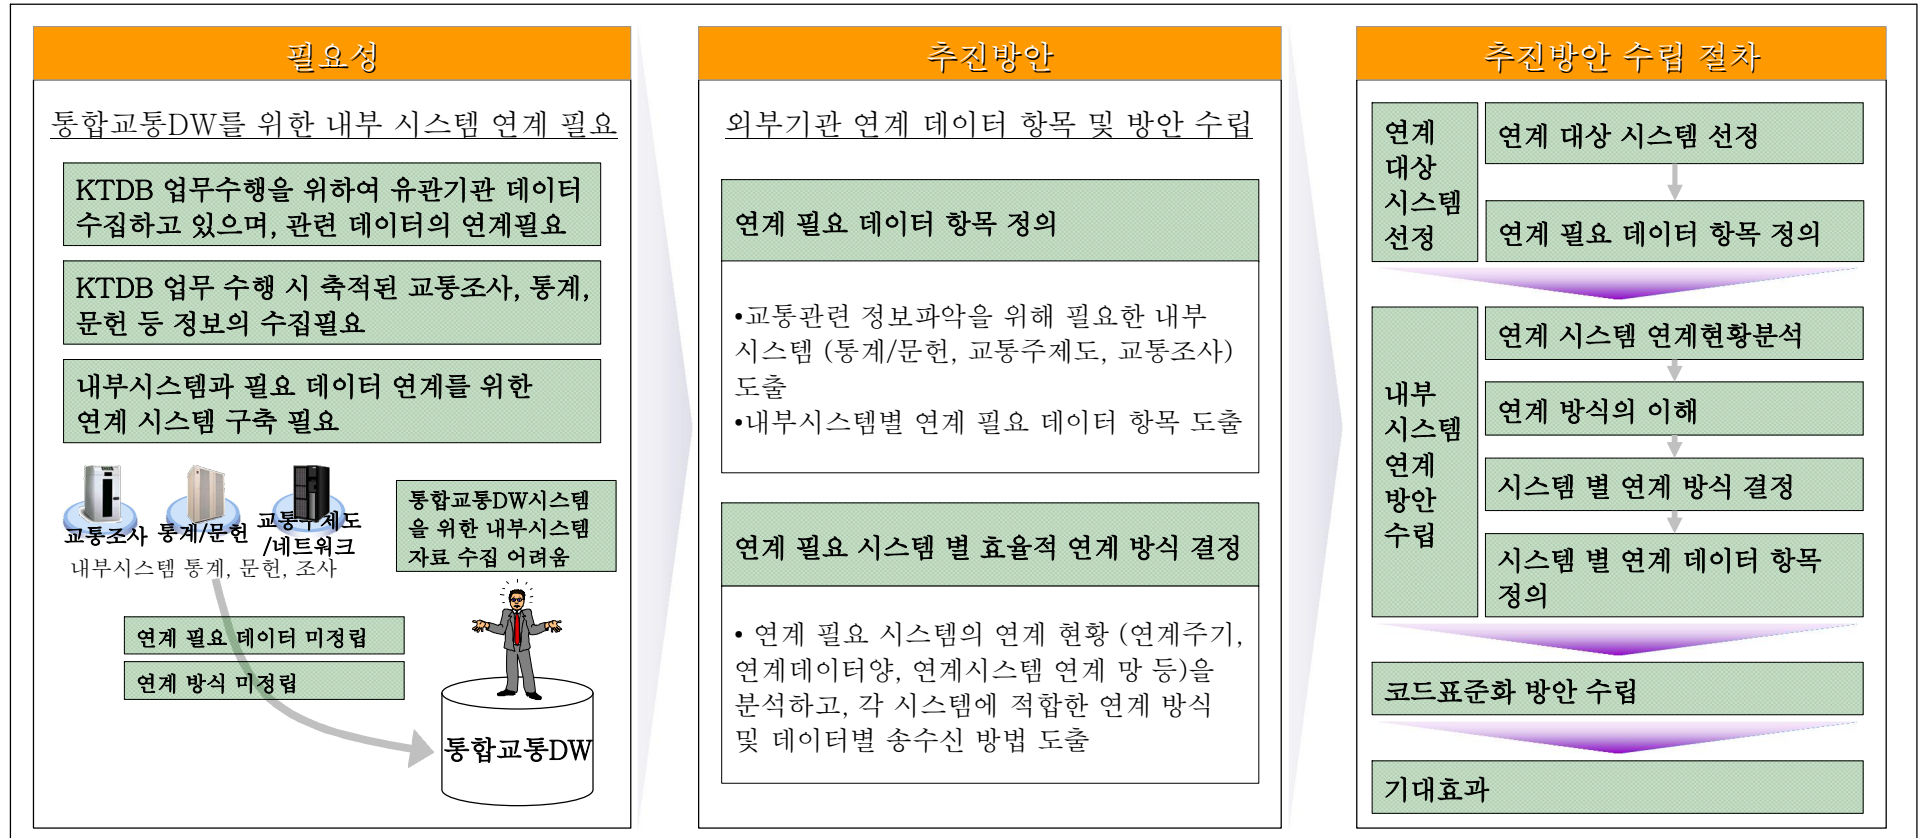 필요성
통합교통DW를 위한 내부 시스템 연계 필요
KTDB 업무수행을 위하여 유관기관 데이터
수집하고 있으며, 관련 데이터의 연계필요
KTDB 업무 수행 시 축적된 교통조사, 통계,
문헌 등 정보의 수집필요
내부시스템과 필요 데이터 연계를 위한
연계 시스템 구축 필요
교통조사
통계/문헌
교통주제도
/네트워크
내부시스템 통계, 문헌, 조사
통합교통DW시스템
을 위한 내부시스템
자료 수집 어려움
연계 필요 데이터 미정립
연계 방식 미정립
통합교통DW
추진방안
외부기관 연계 데이터 항목 및 방안 수립
연계 필요 데이터 항목 정의
•교통관련 정보파악을 위해 필요한 내부
시스템 (통계/문헌, 교통주제도, 교통조사)
도출
•내부시스템별 연계 필요 데이터 항목 도출
연계 필요 시스템 별 효율적 연계 방식 결정
• 연계 필요 시스템의 연계 현황 (연계주기,
연계데이터양, 연계시스템 연계 망 등)을
분석하고, 각 시스템에 적합한 연계 방식
및 데이터별 송수신 방법 도출
추진방안 수립 절차
연계
대상
시스템
선정
연계 대상 시스템 선정
연계 필요 데이터 항목 정의
내부
시스템
연계
방안
수립
연계 시스템 연계현황분석
연계 방식의 이해
시스템 별 연계 방식 결정
시스템 별 연계 데이터 항목
정의
코드표준화 방안 수립
기대효과